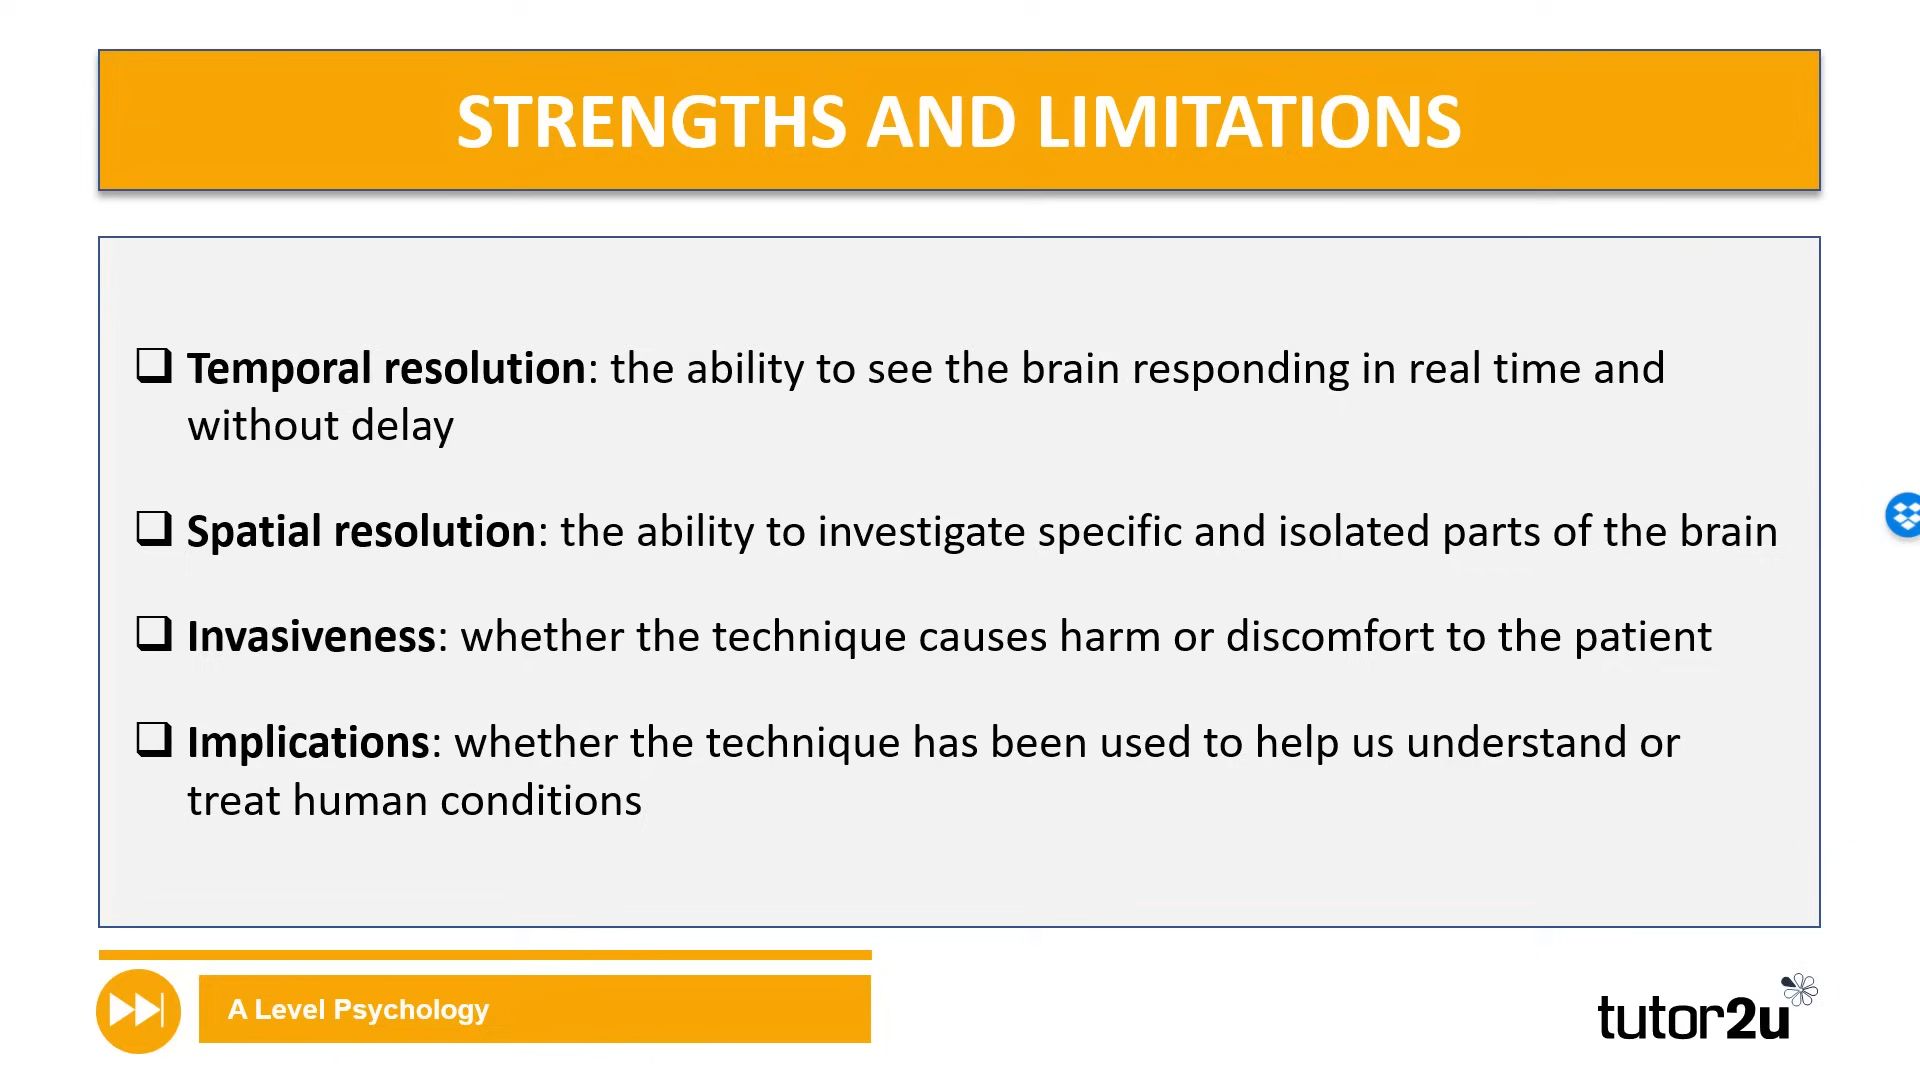 STRENGTHS AND LIMITATIONS
Temporal resolution: the ability to see the brain responding in real time and
without delay
Spatial resolution: the ability to investigate specific and isolated parts of the brain
Invasiveness: whether the technique causes harm or discomfort to the patient
Implications: whether the technique has been used to help us understand or
treat human conditions
A Level Psychology
tutor2u